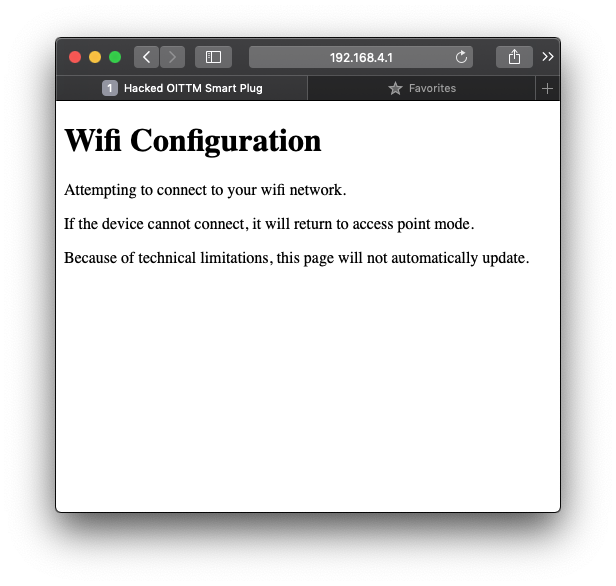 192.168.4.1
1 Hacked OITTM Smart Plug
Favorites
Wifi Configuration
Attempting to connect to your wifi network.
If the device cannot connect, it will return to access point mode.
Because of technical limitations, this page will not automatically update.